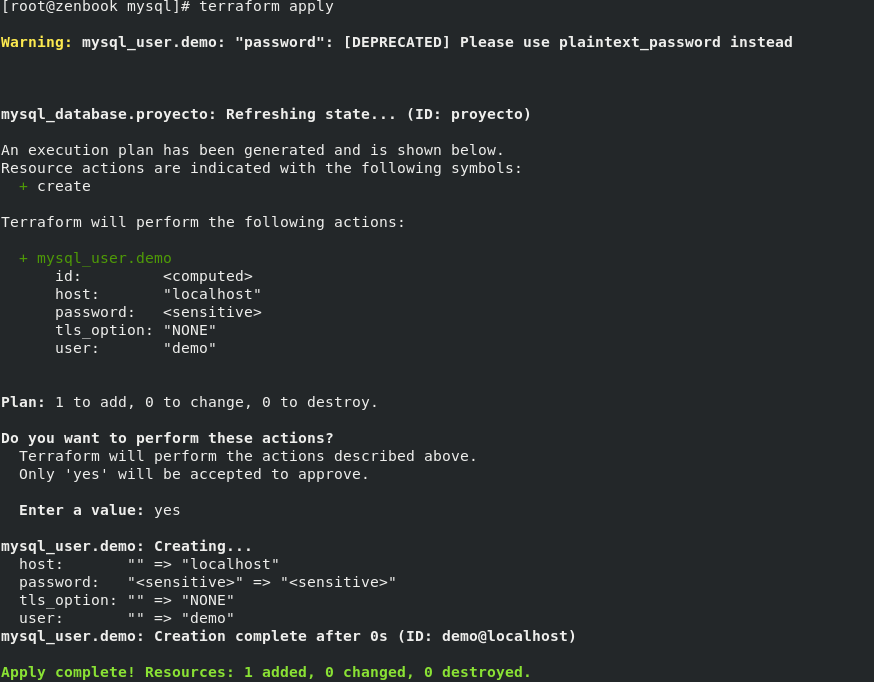 [root@zenbook mysql]# terraform apply
Warning: mysql_user.demo: "password": [DEPRECATED] Please use plaintext_password instead
mysql_database.proyecto: Refreshing state... (ID: proyecto)
An execution plan has been generated and is shown below.
Resource actions are indicated with the following symbols:
  + create
Terraform will perform the following actions:
  + mysql_user.demo
      id:         <computed>
      host:       "localhost"
      password:   <sensitive>
      tls_option: "NONE"
      user:       "demo"
Plan: 1 to add, 0 to change, 0 to destroy.
Do you want to perform these actions?
  Terraform will perform the actions described above.
  Only 'yes' will be accepted to approve.
  Enter a value: yes
mysql_user.demo: Creating...
  host:       "" => "localhost"
  password:   "<sensitive>" => "<sensitive>"
  tls_option: "" => "NONE"
  user:       "" => "demo"
mysql_user.demo: Creation complete after 0s (ID: demo@localhost)
Apply complete! Resources: 1 added, 0 changed, 0 destroyed.